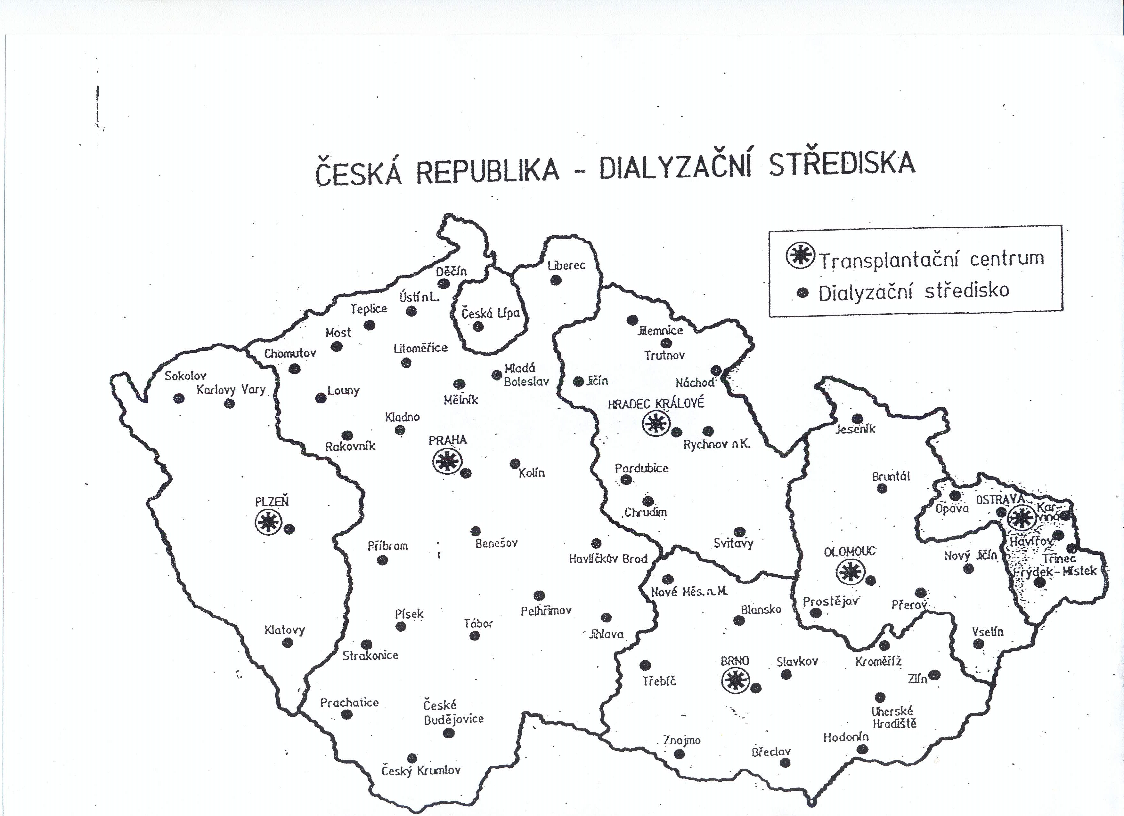 ČESKÁ REPUBLIKA - DIALYZAČNÍ STŘEDISKA
Transplantační centrum
Dialyzační středisko
Děčín
Liberec
Ústí n L.
Teplice
Česká Lípa
Most
Chomutov
Litoměřice
Mladá
Boleslav
Jilemnice
Trutnov
Sokolov
Karlovy Vary
Louny
Mělník
Jičín
Náchod
HRADEC KRÁLOVÉ
Kladno
Rakovník
PRAHA
Kolín
Rychnov n K.
Jeseník
Pardubice
Chrudim
Bruntál
PLZEŇ
Opava
OSTRAVA
Kar-
viná
Příbram
Benešov
Havlíčkův Brod
Svitavy
OLOMOUC
Nový Jičín
Havířov
Třinec
Frýdek-Místek
Nové Měs. n.M.
Blansko
Prostějov
Přerov
Pelhřimov
Písek
Tábor
Jihlava
Klatovy
Strakonice
Vsetín
Třebíč
BRNO
Slavkov
Kroměříž
Zlín
Prachatice
České
Budějovice
Uherské
Hradiště
Český Krumlov
Znojmo
Břeclav
Hodonín